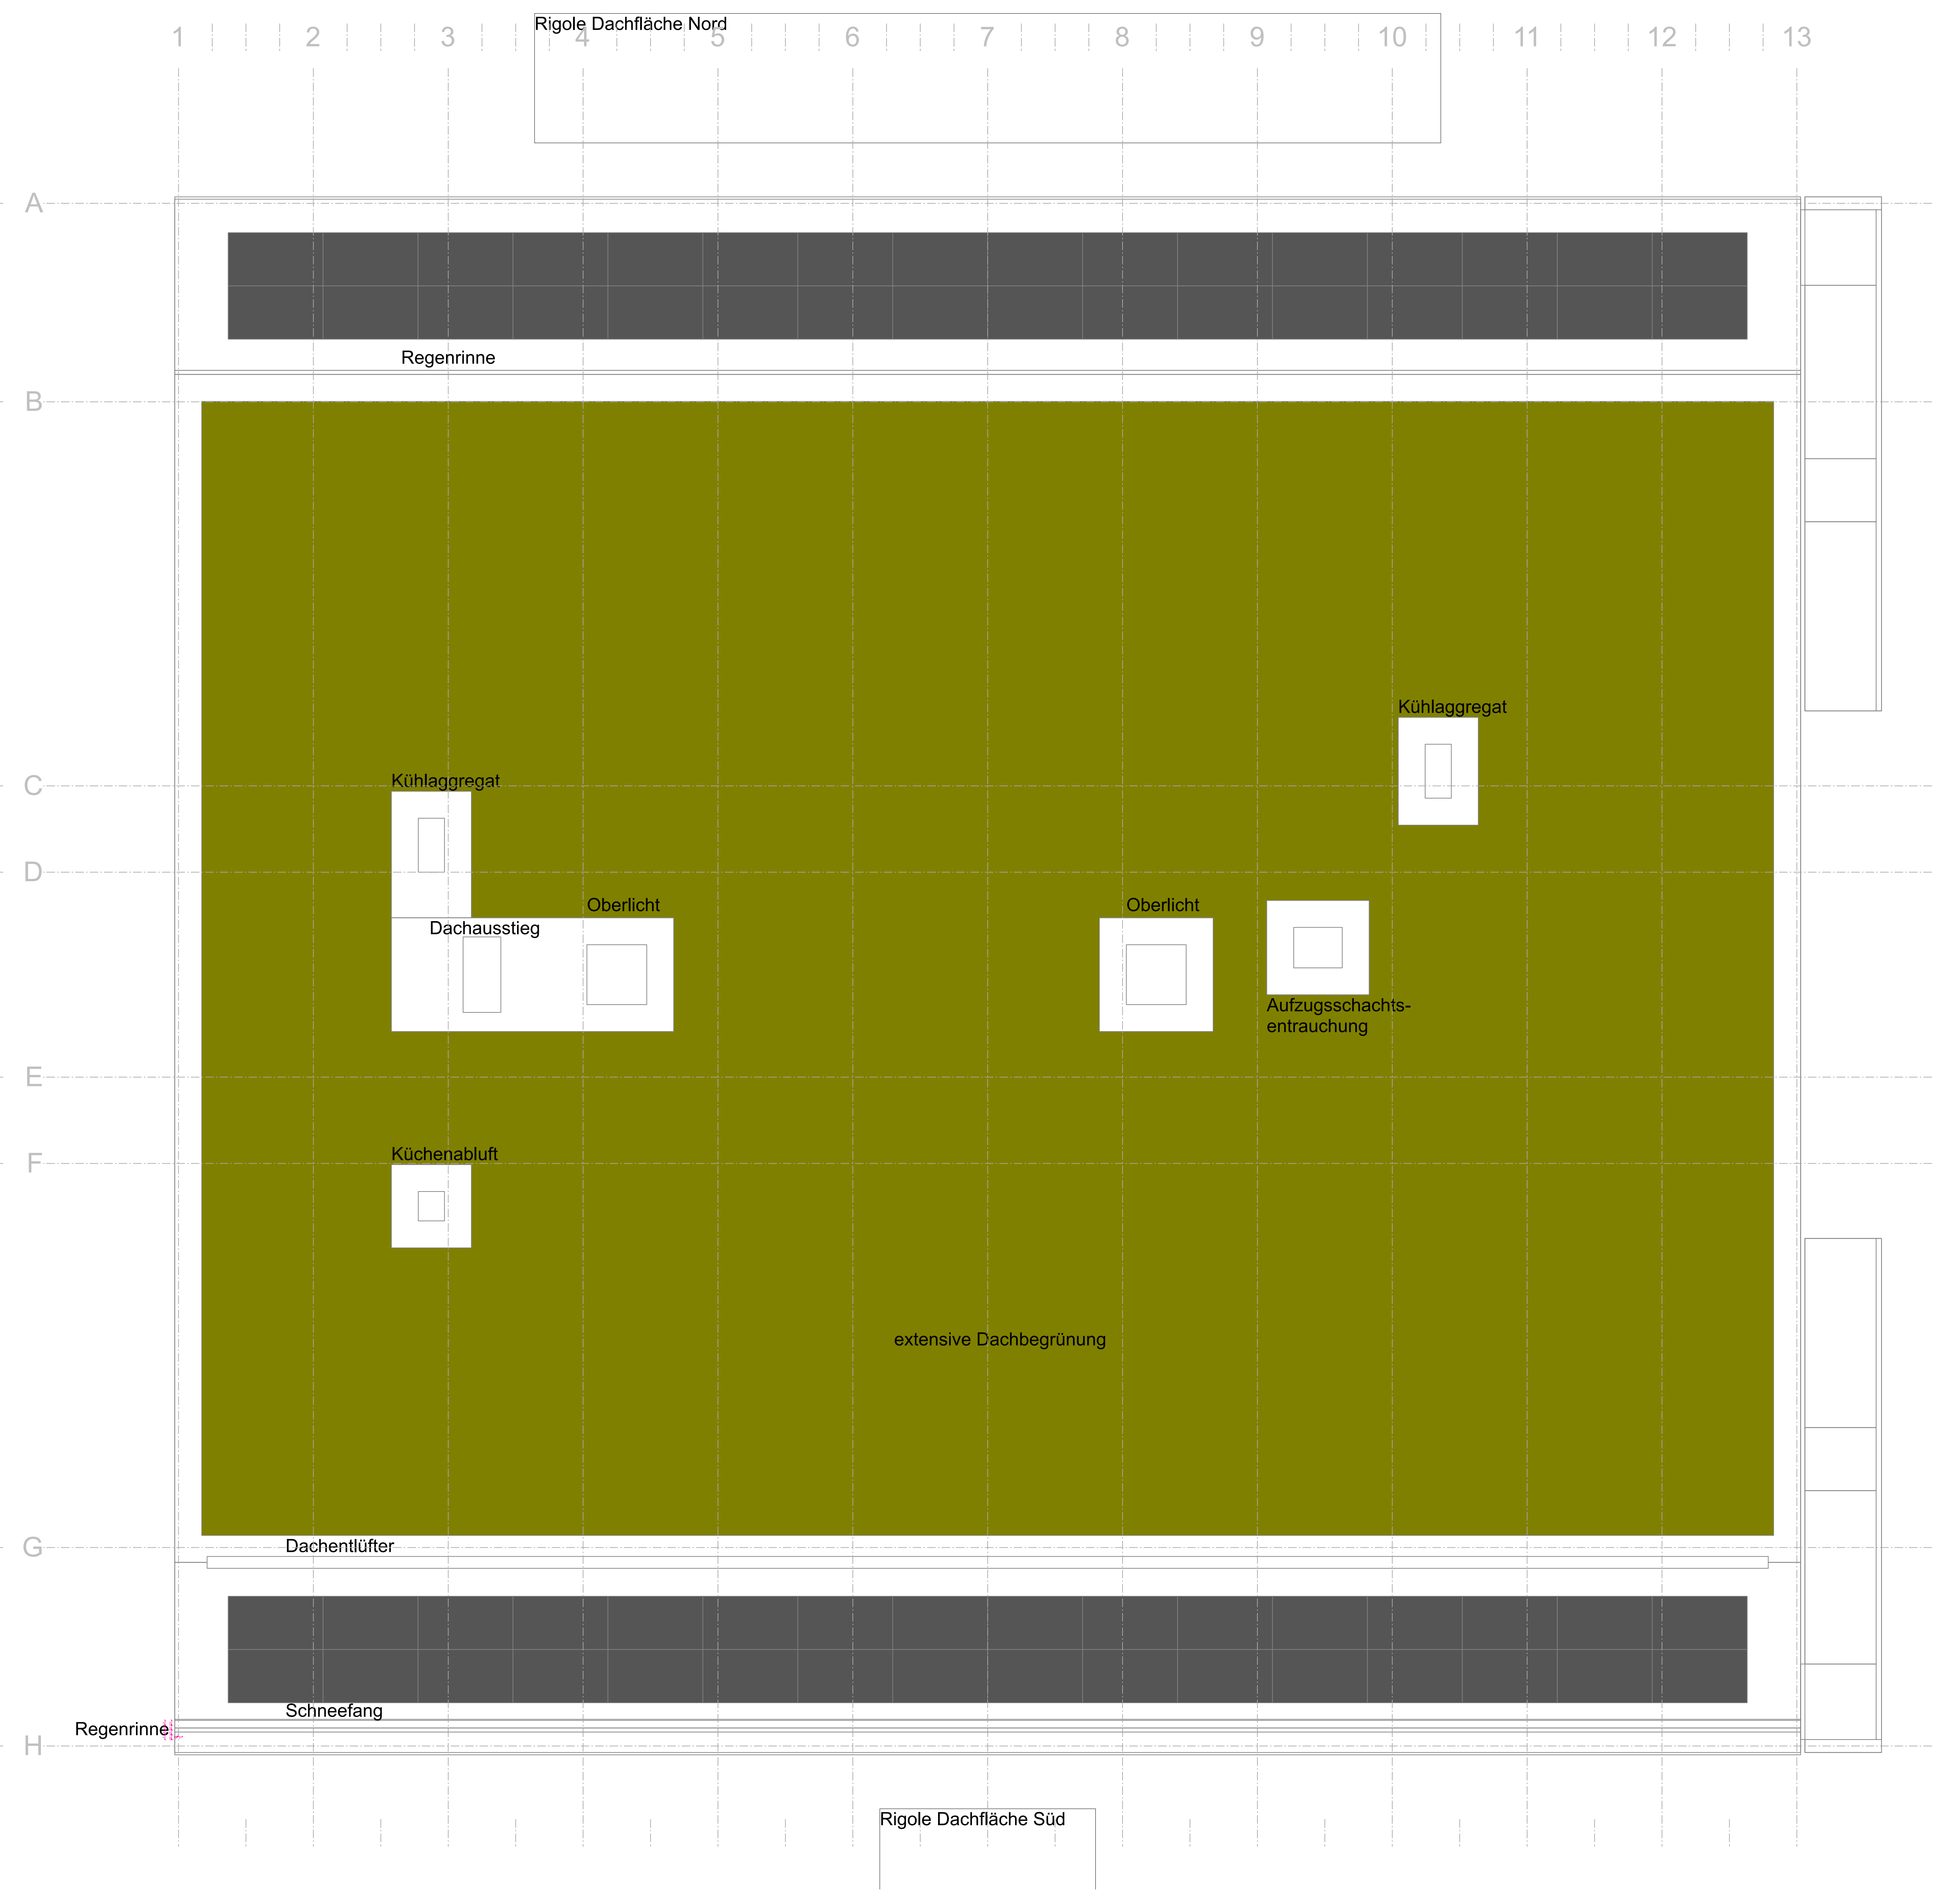 Rigole Dachfläche Nord
1 2 3 4 5 6 7 8 9 10 11 12 13
A
Regenrinne
B
Kühlaggregat
Kühlaggregat
C
D
Oberlicht
Oberlicht
Dachausstieg
Aufzugsschachts-
entrauchung
E
Küchenabluft
F
extensive Dachbegrünung
Dachentlüfter
G
Schneefang
Regenrinne
H
Rigole Dachfläche Süd